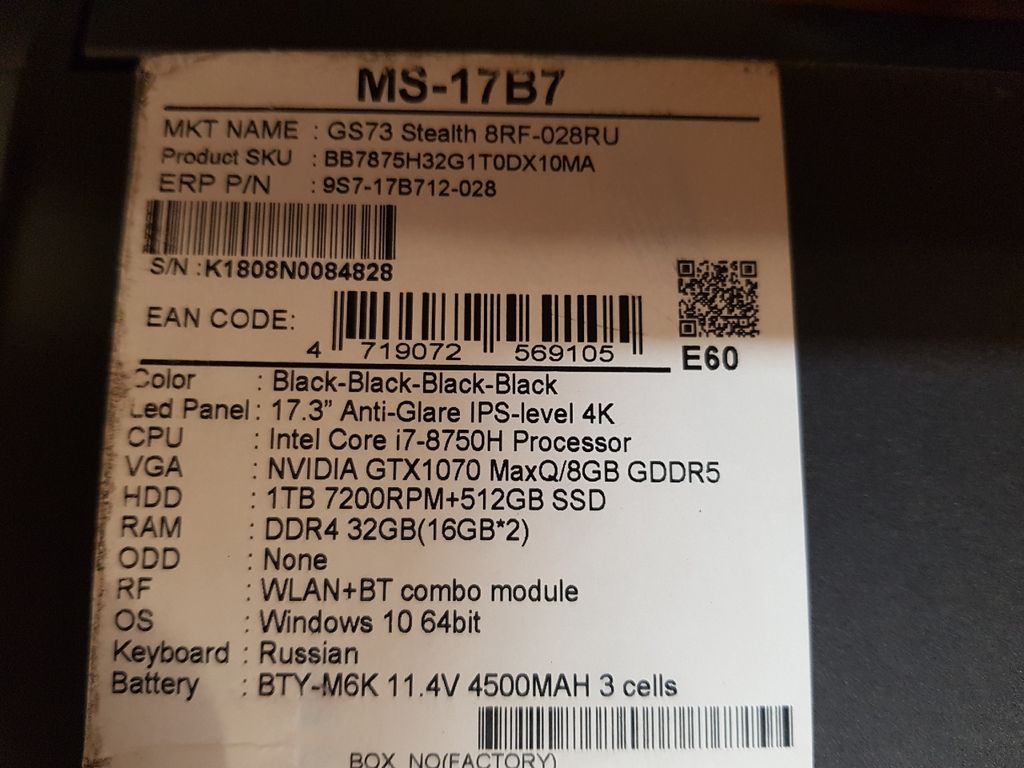 MS-17B7
MKT NAME : GS73 Stealth 8RF-028RU
Product SKU : BB7875H32G1T0DX10MA
ERP P/N : 9S7-17B712-028
S/N :K1808N0084828
EAN CODE:
4 719072 569105
E60
Color : Black-Black-Black-Black
Led Panel : 17.3" Anti-Glare IPS-level 4K
CPU : Intel Core i7-8750H Processor
VGA : NVIDIA GTX1070 MaxQ/8GB GDDR5
HDD : 1TB 7200RPM+512GB SSD
RAM : DDR4 32GB(16GB*2)
ODD : None
RF : WLAN+BT combo module
OS : Windows 10 64bit
Keyboard : Russian
Battery : BTY-M6K 11.4V 4500MAH 3 cells
BOX NO(FACTORY)